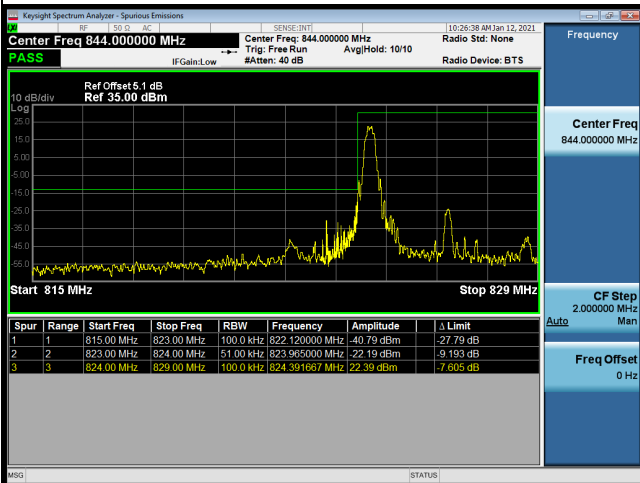 Keysight Spectrum Analyzer - Spurious Emissions
RF 50 Ω AC SENSE:INT 10:26:38 AM Jan 12, 2021
Center Freq 844.000000 MHz Center Freq: 844.000000 MHz Radio Std: None
Trig: Free Run Avg|Hold: 10/10
PASS IFGain:Low #Atten: 40 dB Radio Device: BTS
Ref Offset 5.1 dB
10 dB/div Ref 35.00 dBm
Log
25.0
15.0
5.00
-5.00
-15.0
-25.0
-35.0
-45.0
-55.0
Start 815 MHz Stop 829 MHz
Spur Range Start Freq Stop Freq RBW Frequency Amplitude Δ Limit
1 1 815.00 MHz 823.00 MHz 100.0 kHz 822.120000 MHz -40.79 dBm -27.79 dB
2 2 823.00 MHz 824.00 MHz 51.00 kHz 823.965000 MHz -22.19 dBm -9.193 dB
3 3 824.00 MHz 829.00 MHz 100.0 kHz 824.391667 MHz 22.39 dBm -7.605 dB
Frequency
Center Freq
844.000000 MHz
CF Step
2.000000 MHz
Auto Man
Freq Offset
0 Hz
MSG STATUS